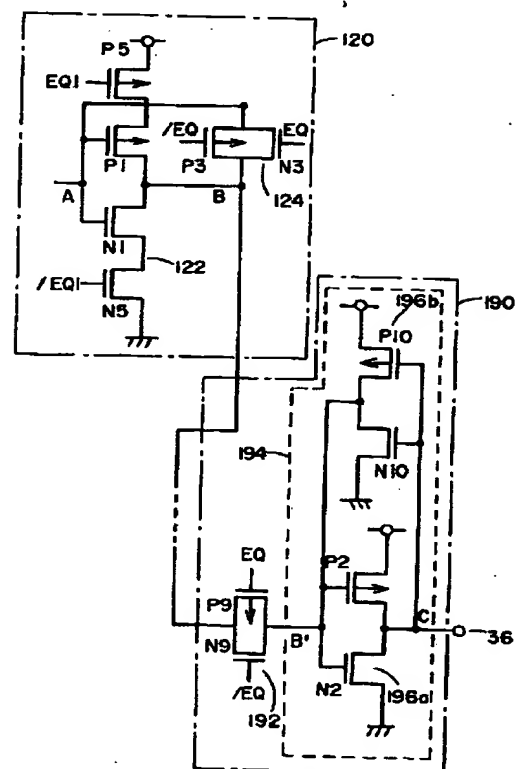 P5
120
EQ1
/EQ
EQ
P1
P3
N3
A
B
124
N1
122
/EQ1
N5
196b
190
P10
194
N10
EQ
P2
P9
C
36
N9
B'
N2
196a
/EQ
192